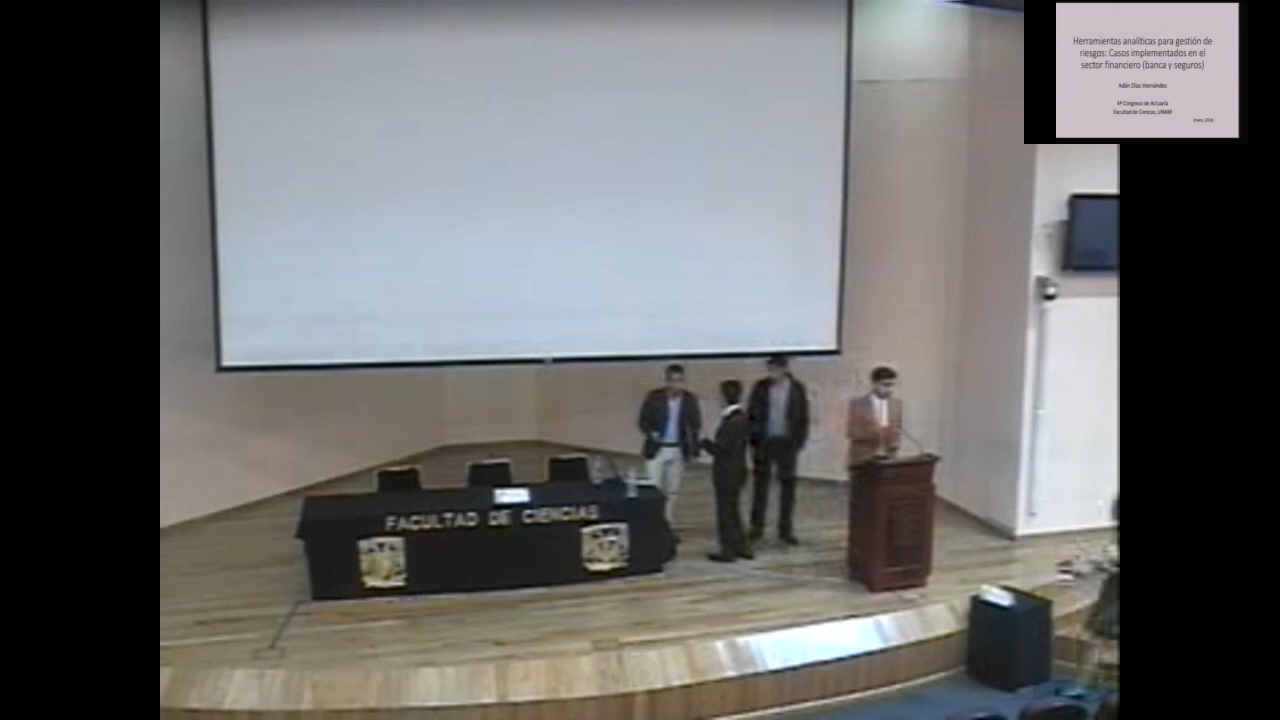 Herramientas analíticas para gestión de
riesgos: Casos implementados en el
sector financiero (banca y seguros)
Adán Díaz Hernández
4º Congreso de Actuaría
Facultad de Ciencias, UNAM
FACULTAD DE CIENCIAS